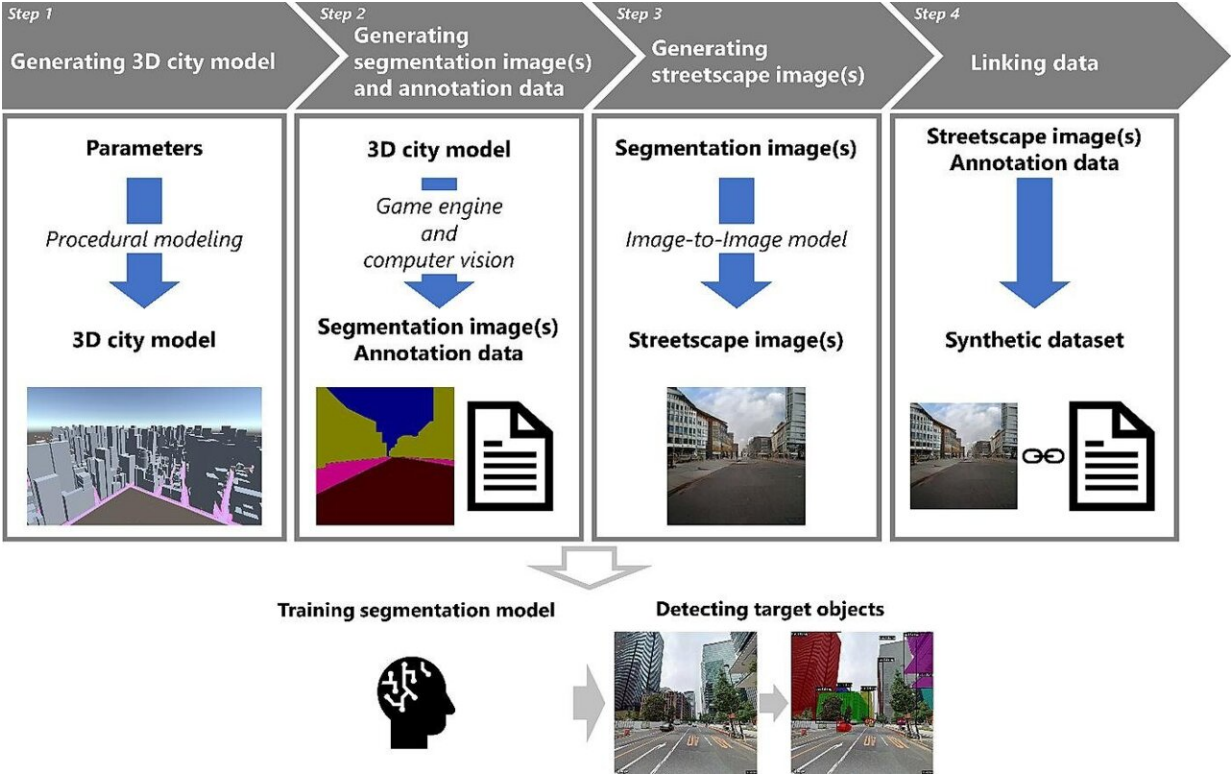 Step 1
Generating 3D city model
Step 2
Generating
segmentation image(s)
and annotation data
Step 3
Generating
streetscape image(s)
Step 4
Linking data
Parameters
Procedural modeling
3D city model
3D city model
Game engine
and
computer vision
Segmentation image(s)
Annotation data
Segmentation image(s)
Image-to-Image model
Streetscape image(s)
Streetscape image(s)
Annotation data
Synthetic dataset
Training segmentation model
Detecting target objects